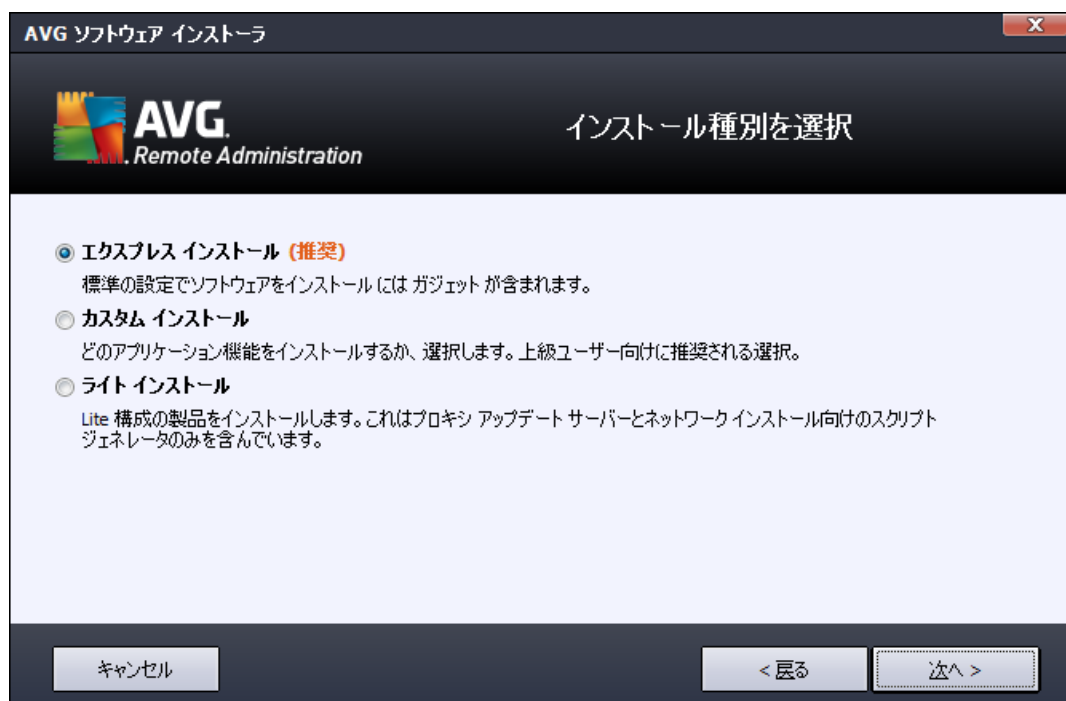 AVG ソフトウェア インストーラ
X
AVG.
Remote Administration
インストール種別を選択
エクスプレス インストール (推奨)
標準の設定でソフトウェアをインストール には ガジェット が含まれます。
カスタム インストール
どのアプリケーション機能をインストールするか、選択します。上級ユーザー向けに推奨される選択。
ライト インストール
Lite 構成の製品をインストールします。これはプロキシ アップデート サーバーとネットワーク インストール向けのスクリプト
ジェネレータのみを含んでいます。
キャンセル
< 戻る
次へ >